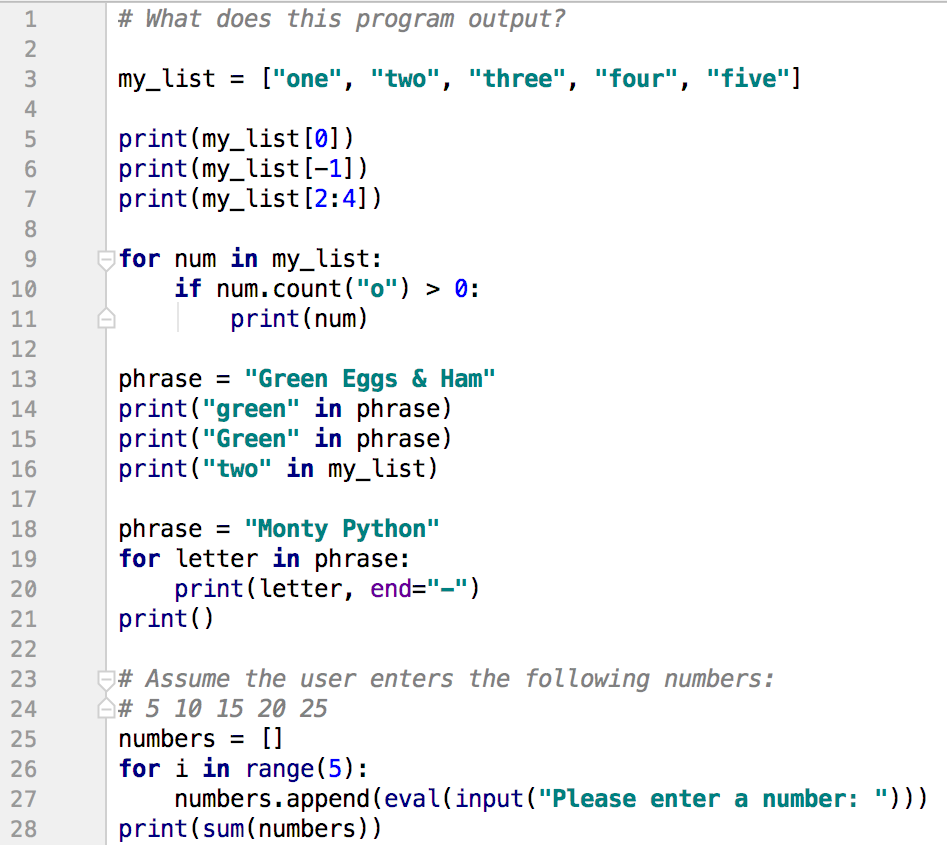 1 # What does this program output?
2
3 my_list = ["one", "two", "three", "four", "five"]
4
5 print(my_list[0])
6 print(my_list[-1])
7 print(my_list[2:4])
8
9 for num in my_list:
10     if num.count("o") > 0:
11         print(num)
12
13 phrase = "Green Eggs & Ham"
14 print("green" in phrase)
15 print("Green" in phrase)
16 print("two" in my_list)
17
18 phrase = "Monty Python"
19 for letter in phrase:
20     print(letter, end="-")
21 print()
22
23 # Assume the user enters the following numbers:
24 # 5 10 15 20 25
25 numbers = []
26 for i in range(5):
27     numbers.append(eval(input("Please enter a number: ")))
28 print(sum(numbers))